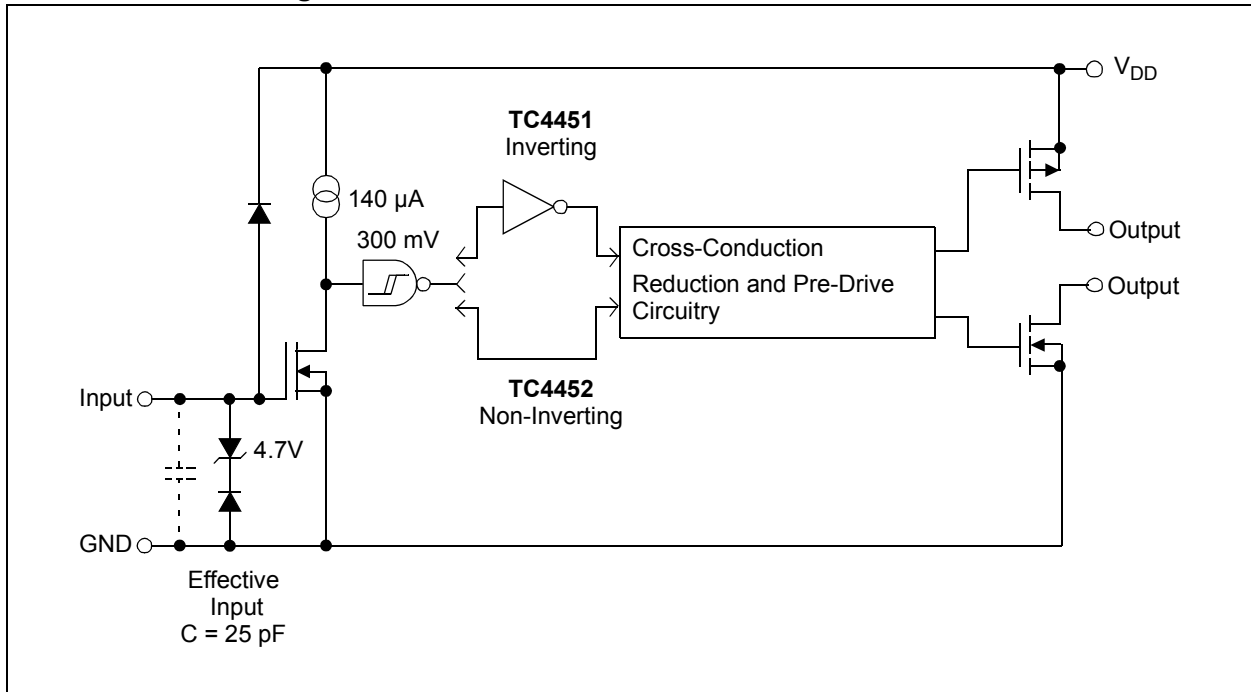 V_DD
TC4451
Inverting
140 µA
300 mV
Cross-Conduction
Reduction and Pre-Drive
Circuitry
Output
Output
Input
TC4452
Non-Inverting
4.7V
GND
Effective
Input
C = 25 pF